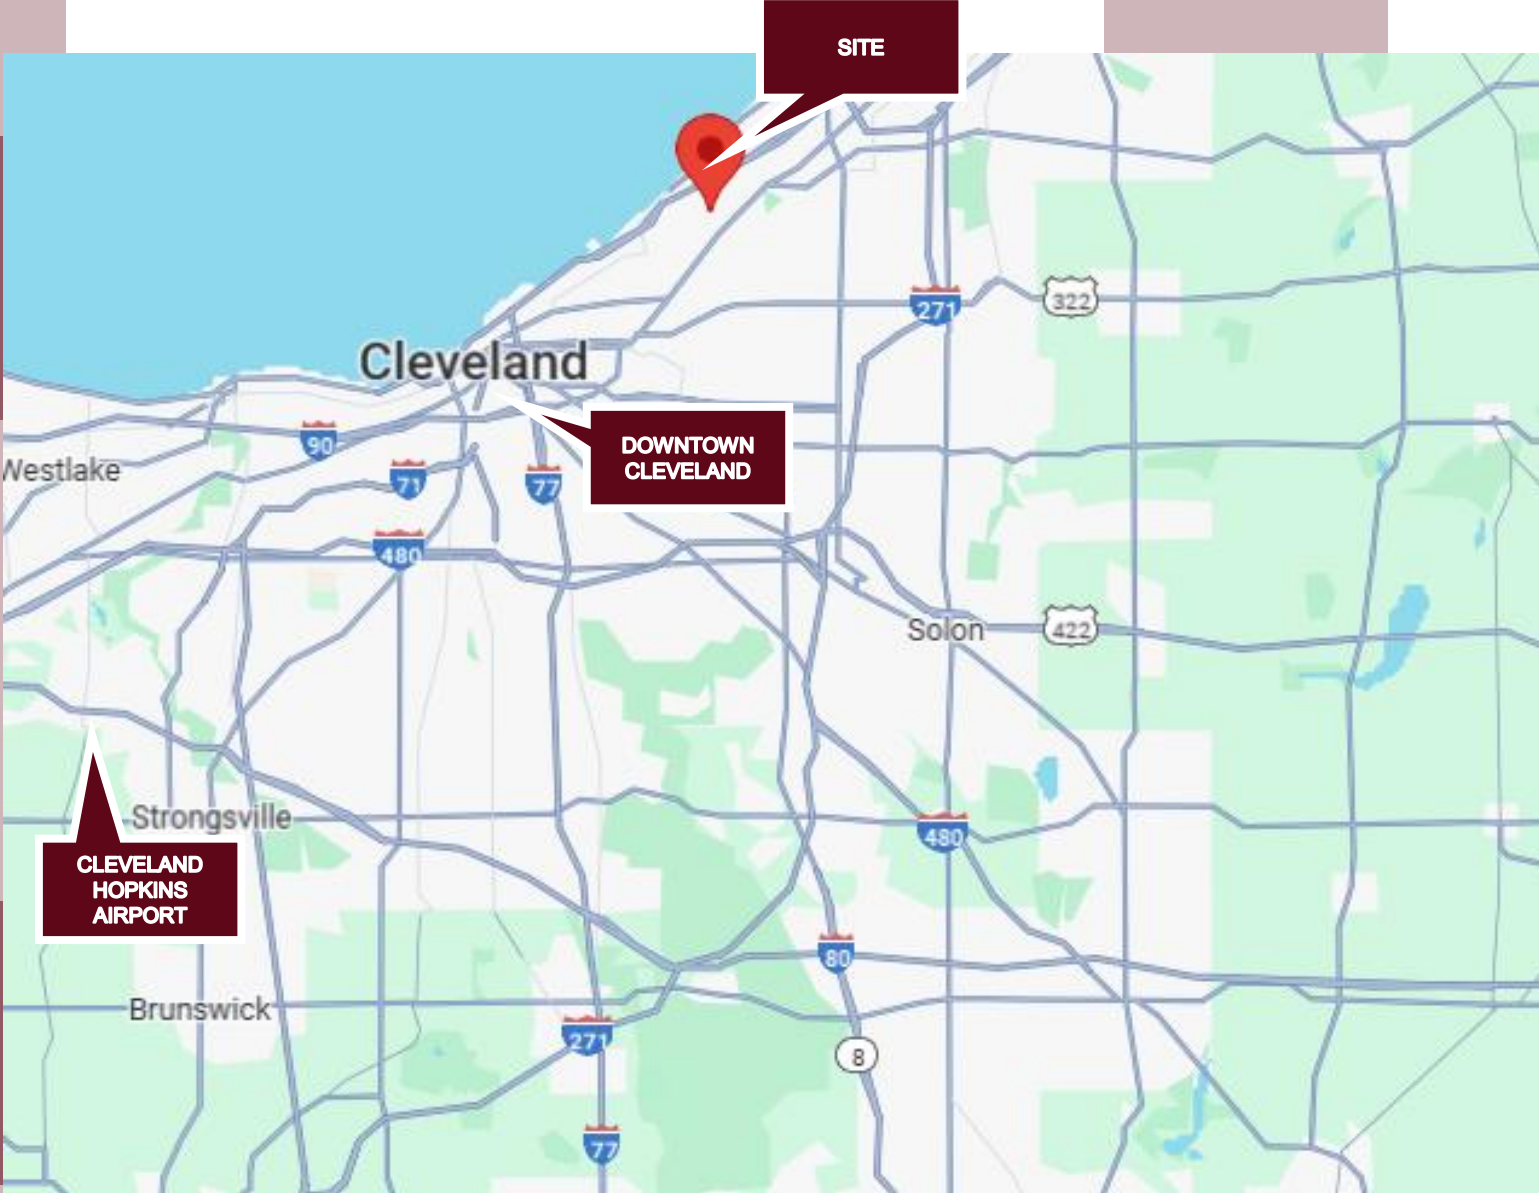 SITE
271
322
Cleveland
90
DOWNTOWN
CLEVELAND
Westlake
71
77
480
Solon
422
Strongsville
480
CLEVELAND
HOPKINS
AIRPORT
80
Brunswick
271
8
77